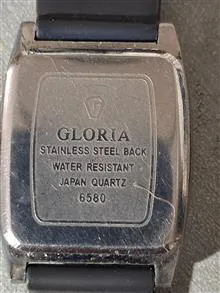 GLORIA
STAINLESS STEEL BACK
WATER RESISTANT
JAPAN QUARTZ
6580